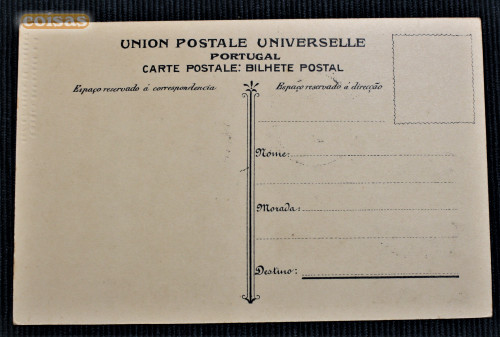 coisas
UNION POSTALE UNIVERSELLE
PORTUGAL
CARTE POSTALE: BILHETE POSTAL
Espaço reservado á correspondencia
Espaço reservado á direcção
Nome:
Morada:
Destino: